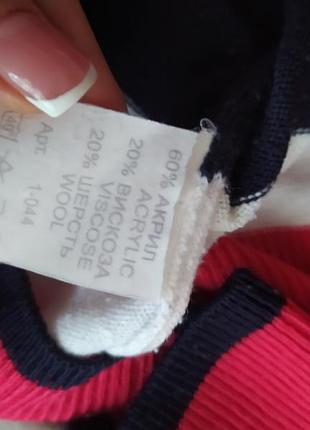 60% АКРИЛ
ACRYLIC
20% ВИСКОЗА
VISCOSE
20% ШЕРСТЬ
WOOL
Арт. 1-044